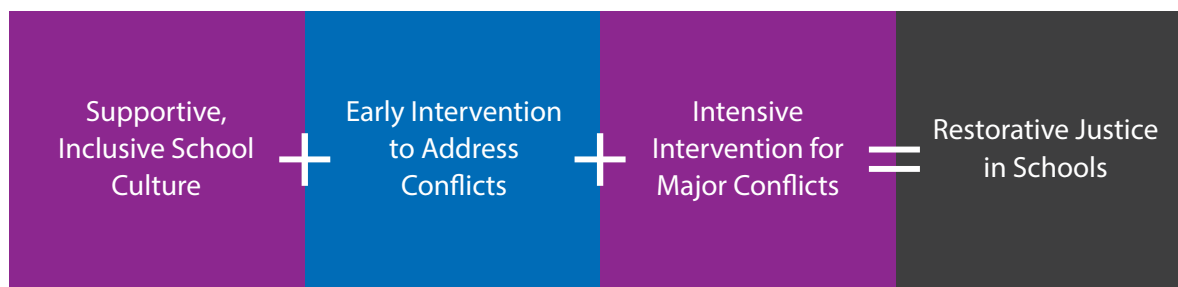 Supportive,
Inclusive School
Culture
+
Early Intervention
to Address
Conflicts
+
Intensive
Intervention for
Major Conflicts
=
Restorative Justice
in Schools